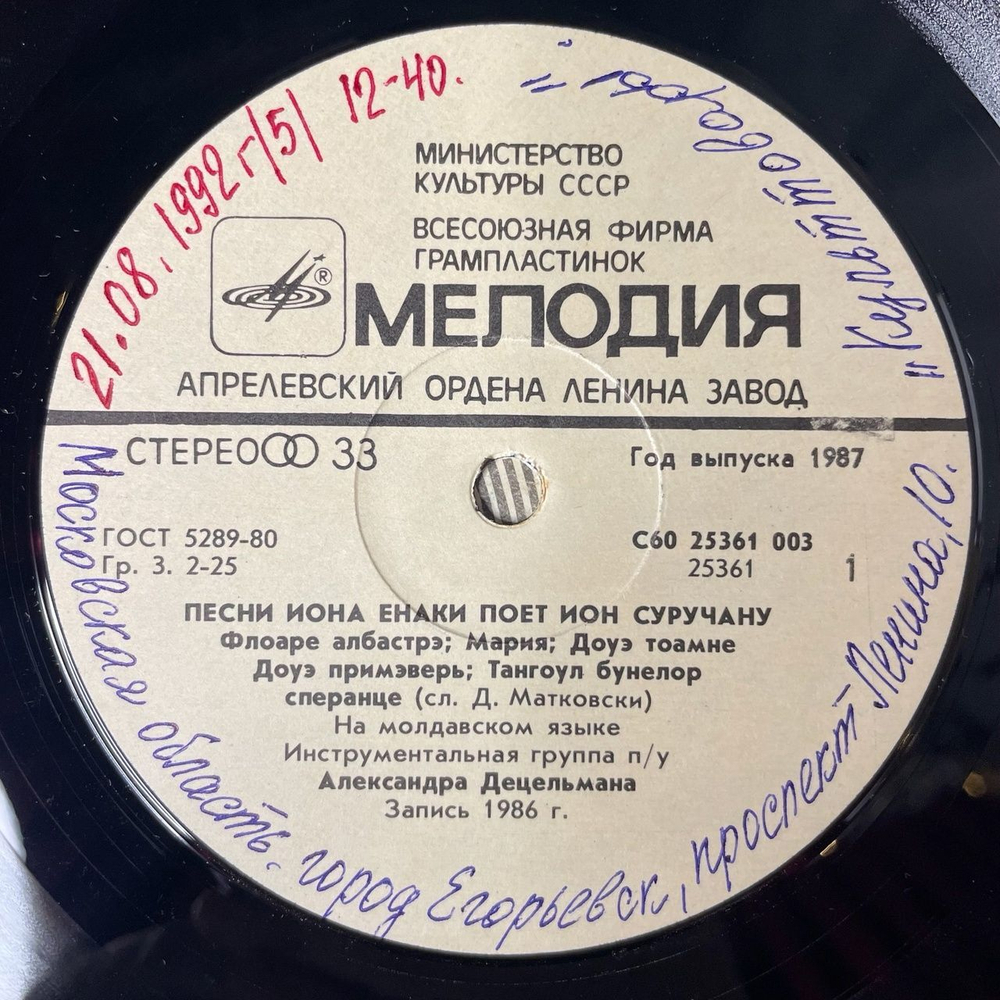 21.08.1992 г/5/ 12-40.
МИНИСТЕРСТВО
КУЛЬТУРЫ СССР
ВСЕСОЮЗНАЯ ФИРМА
ГРАМПЛАСТИНОК
®
МЕЛОДИЯ
АПРЕЛЕВСКИЙ ОРДЕНА ЛЕНИНА ЗАВОД
СТЕРЕО 33
Год выпуска 1987
ГОСТ 5289-80
Гр. 3. 2-25
С60 25361 003
25361
1
ПЕСНИ ИОНА ЕНАКИ ПОЕТ ИОН СУРУЧАНУ
Флоаре албастрэ; Мария; Доуэ тоамне
Доуэ примэверь; Тангоул бунелор
сперанце (сл. Д. Матковски)
На молдавском языке
Инструментальная группа п/у
Александра Децельмана
Запись 1986 г.
Московская область. город Егорьевск, проспект Ленина, 10.
"Культтовары"